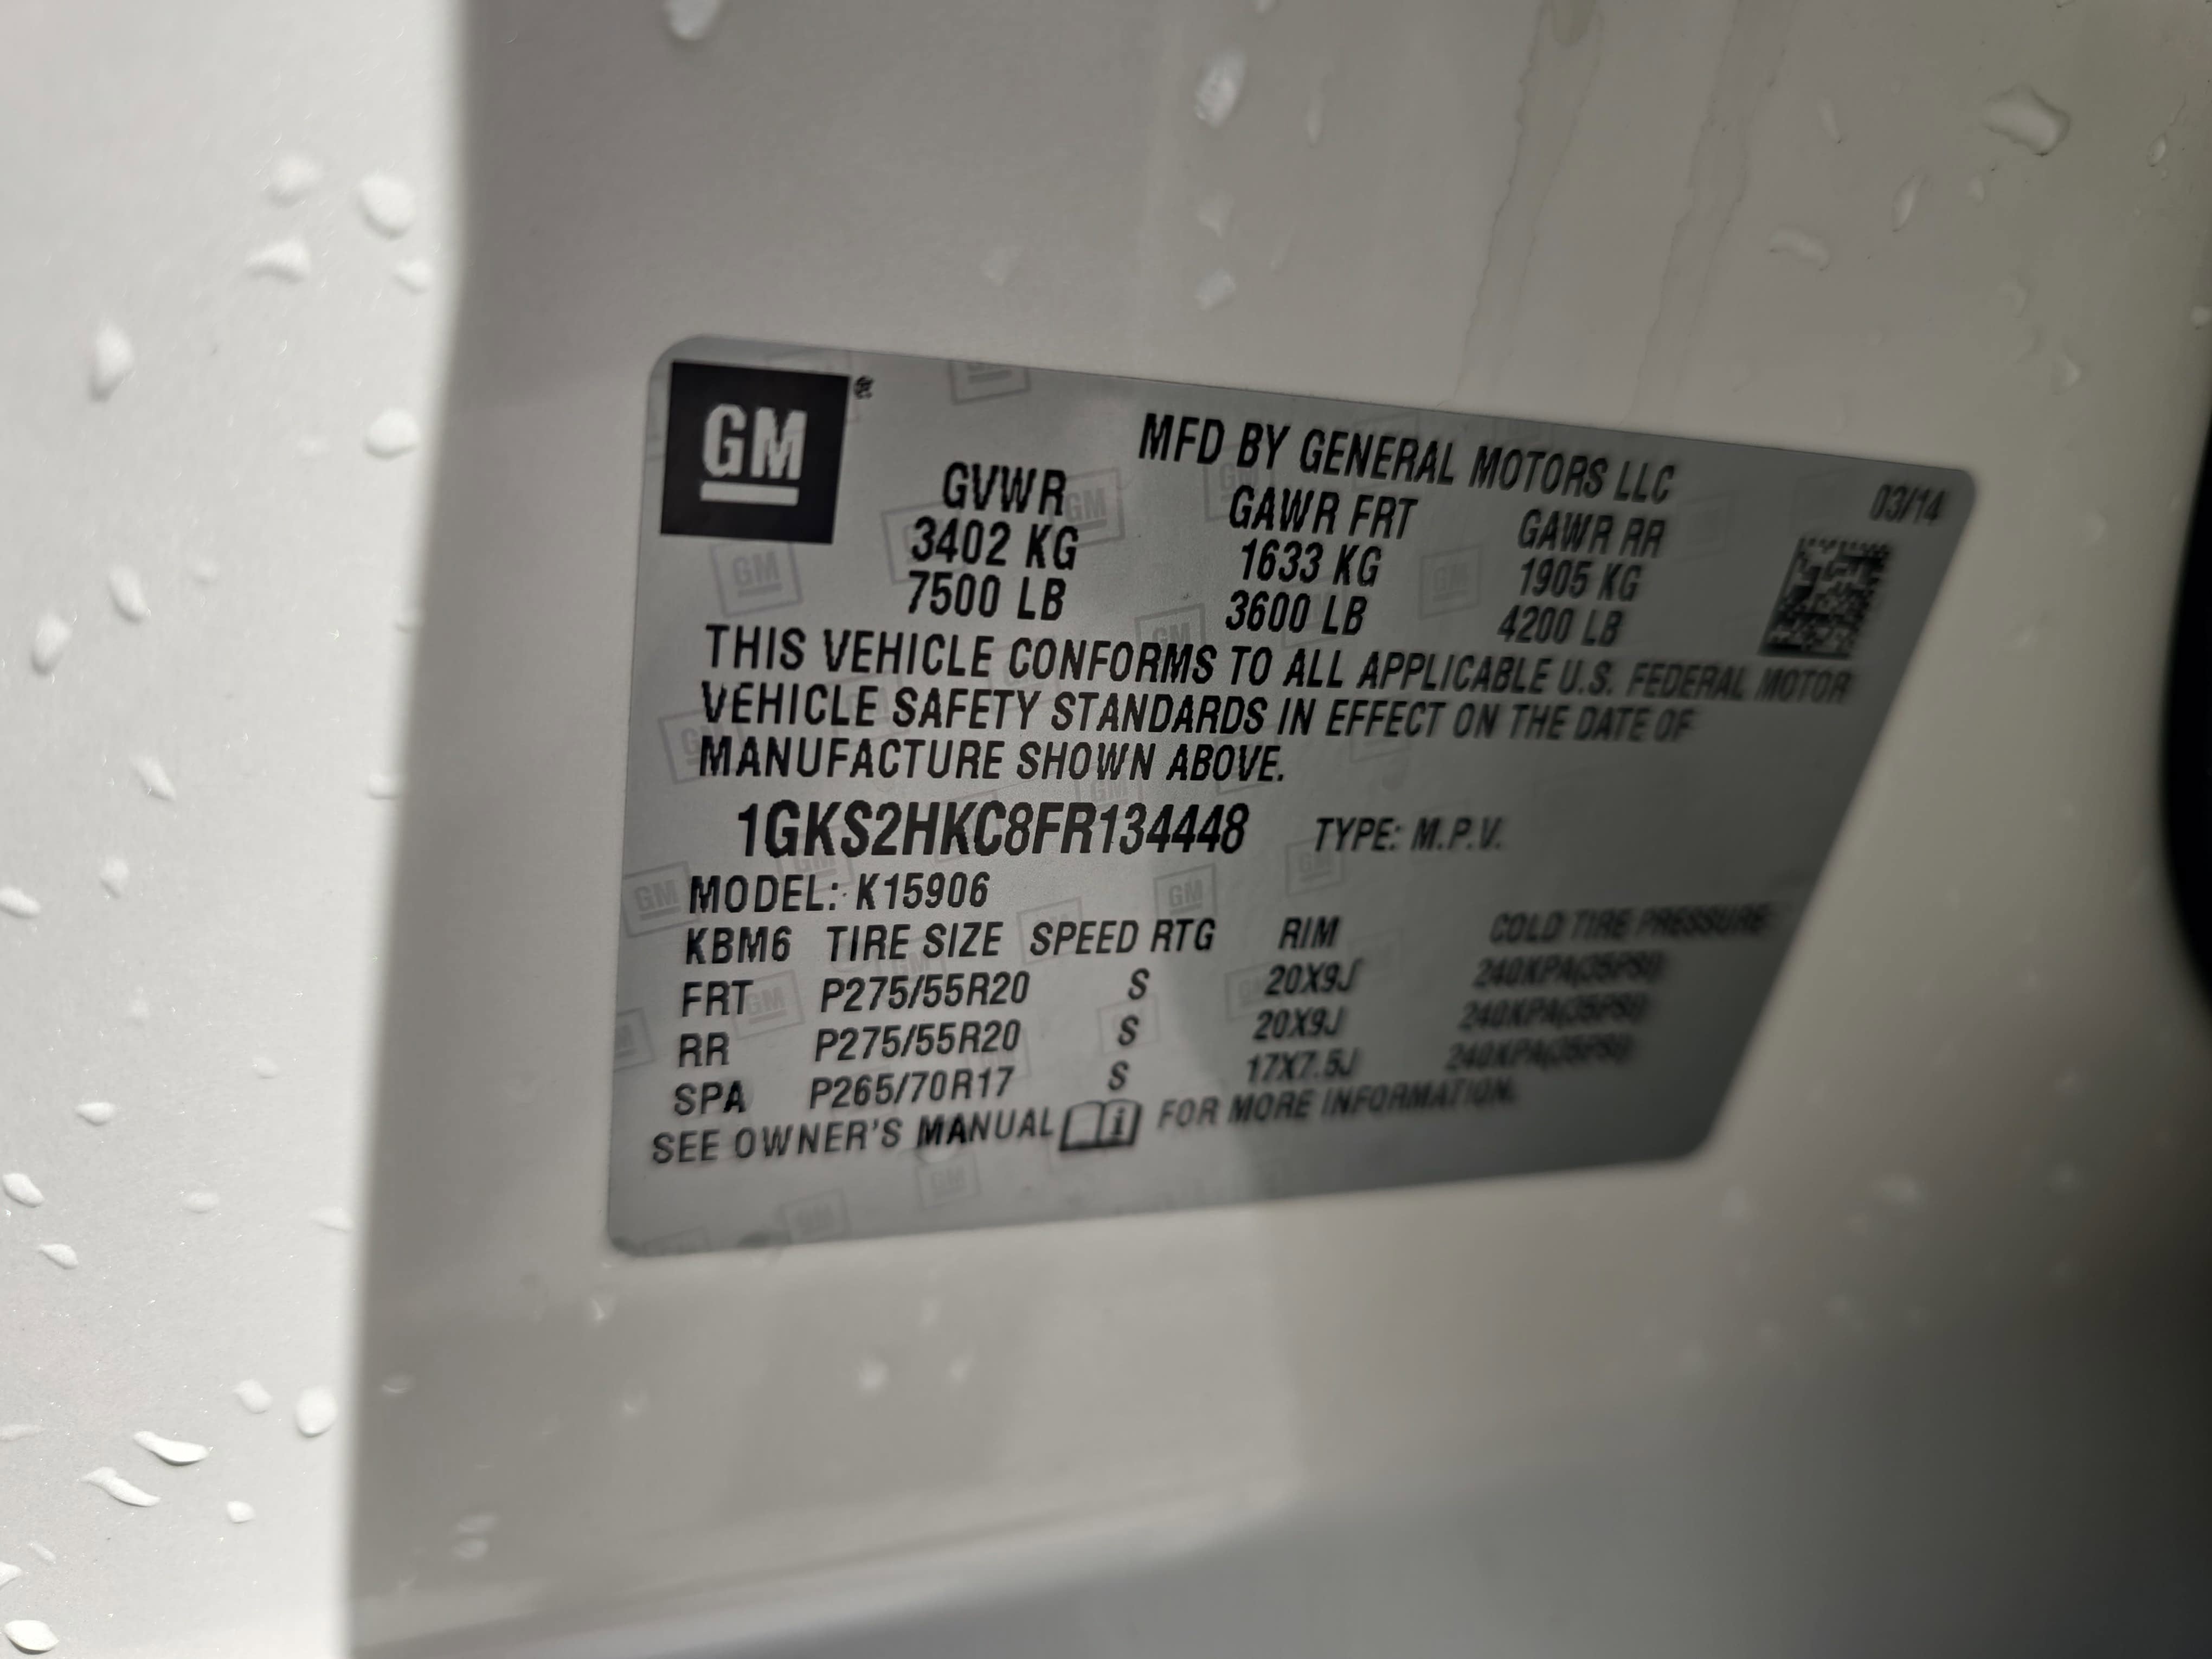 GM ®
MFD BY GENERAL MOTORS LLC
03/14
GVWR GAWR FRT GAWR RR
3402 KG 1633 KG 1905 KG
7500 LB 3600 LB 4200 LB
THIS VEHICLE CONFORMS TO ALL APPLICABLE U.S. FEDERAL MOTOR
VEHICLE SAFETY STANDARDS IN EFFECT ON THE DATE OF
MANUFACTURE SHOWN ABOVE.
1GKS2HKC8FR134448 TYPE: M.P.V.
MODEL: K15906
KBM6 TIRE SIZE SPEED RTG RIM COLD TIRE PRESSURE
FRT P275/55R20 S 20X9J 240KPA(35PSI)
RR P275/55R20 S 20X9J 240KPA(35PSI)
SPA P265/70R17 S 17X7.5J 240KPA(35PSI)
SEE OWNER'S MANUAL i FOR MORE INFORMATION.